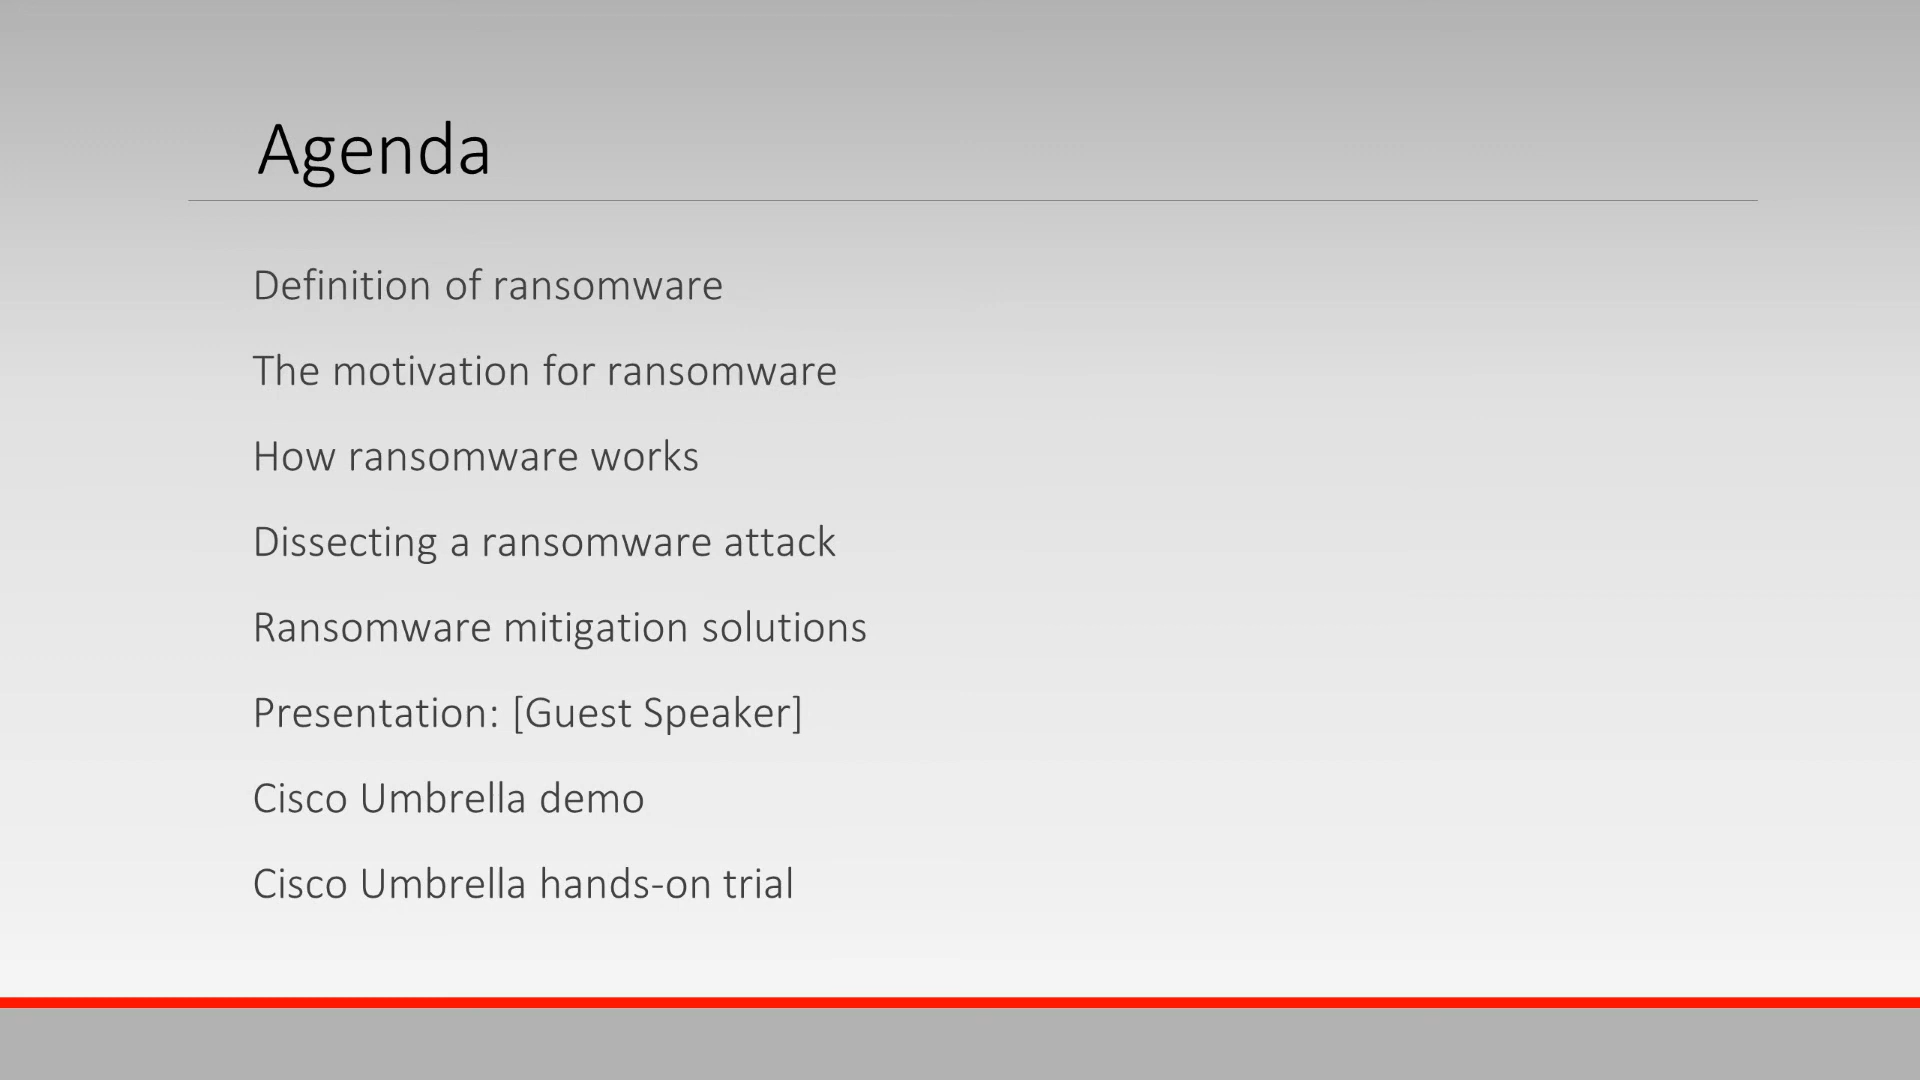 Agenda
Definition of ransomware
The motivation for ransomware
How ransomware works
Dissecting a ransomware attack
Ransomware mitigation solutions
Presentation: [Guest Speaker]
Cisco Umbrella demo
Cisco Umbrella hands-on trial